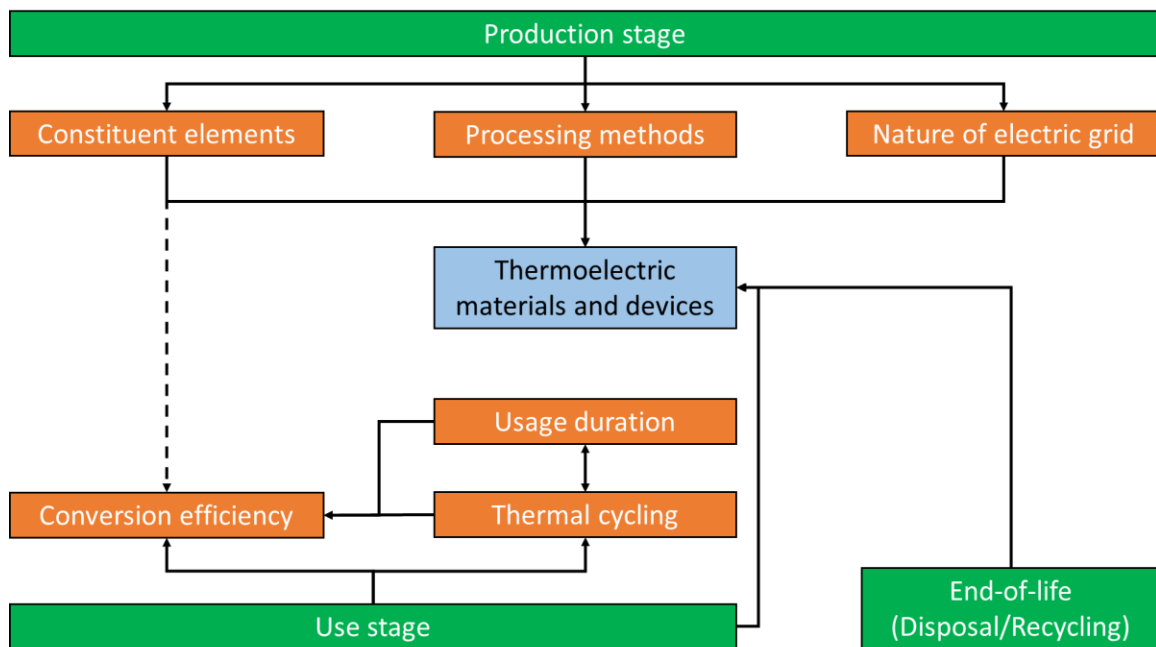 Production stage
Constituent elements
Processing methods
Nature of electric grid
Thermoelectric
materials and devices
Usage duration
Conversion efficiency
Thermal cycling
Use stage
End-of-life
(Disposal/Recycling)